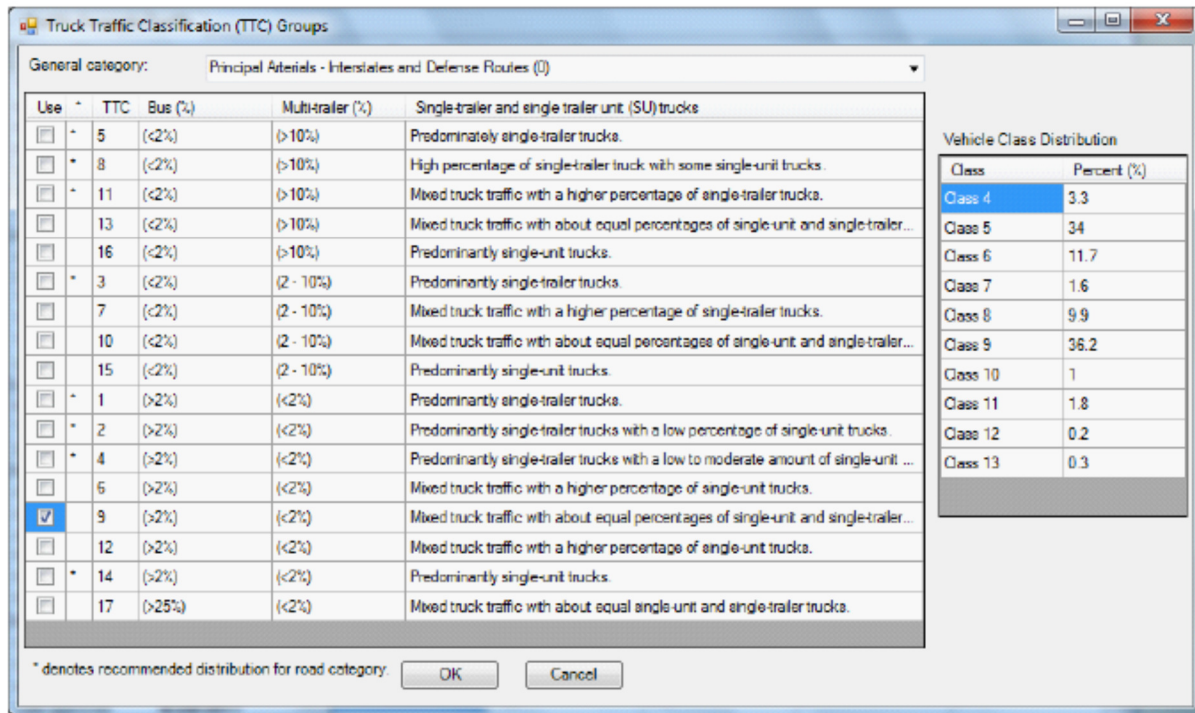 Truck Traffic Classification (TTC) Groups
General category: Principal Arterials - Interstates and Defense Routes (0)
Use * TTC Bus (%) Multi-trailer (%) Single-trailer and single trailer unit (SU) trucks
* 5 (<2%) (>10%) Predominately single-trailer trucks.
* 8 (<2%) (>10%) High percentage of single-trailer truck with some single-unit trucks.
* 11 (<2%) (>10%) Mixed truck traffic with a higher percentage of single-trailer trucks.
13 (<2%) (>10%) Mixed truck traffic with about equal percentages of single-unit and single-trailer...
16 (<2%) (>10%) Predominantly single-unit trucks.
* 3 (<2%) (2 - 10%) Predominantly single-trailer trucks.
7 (<2%) (2 - 10%) Mixed truck traffic with a higher percentage of single-trailer trucks.
10 (<2%) (2 - 10%) Mixed truck traffic with about equal percentages of single-unit and single-trailer...
15 (<2%) (2 - 10%) Predominantly single-unit trucks.
* 1 (>2%) (<2%) Predominantly single-trailer trucks.
* 2 (>2%) (<2%) Predominantly single-trailer trucks with a low percentage of single-unit trucks.
* 4 (>2%) (<2%) Predominantly single-trailer trucks with a low to moderate amount of single-unit ...
6 (>2%) (<2%) Mixed truck traffic with a higher percentage of single-unit trucks.
9 (>2%) (<2%) Mixed truck traffic with about equal percentages of single-unit and single-trailer...
12 (>2%) (<2%) Mixed truck traffic with a higher percentage of single-unit trucks.
* 14 (>2%) (<2%) Predominantly single-unit trucks.
17 (>25%) (<2%) Mixed truck traffic with about equal single-unit and single-trailer trucks.
* denotes recommended distribution for road category.
OK Cancel
Vehicle Class Distribution
Class Percent (%)
Class 4 3.3
Class 5 34
Class 6 11.7
Class 7 1.6
Class 8 9.9
Class 9 36.2
Class 10 1
Class 11 1.8
Class 12 0.2
Class 13 0.3